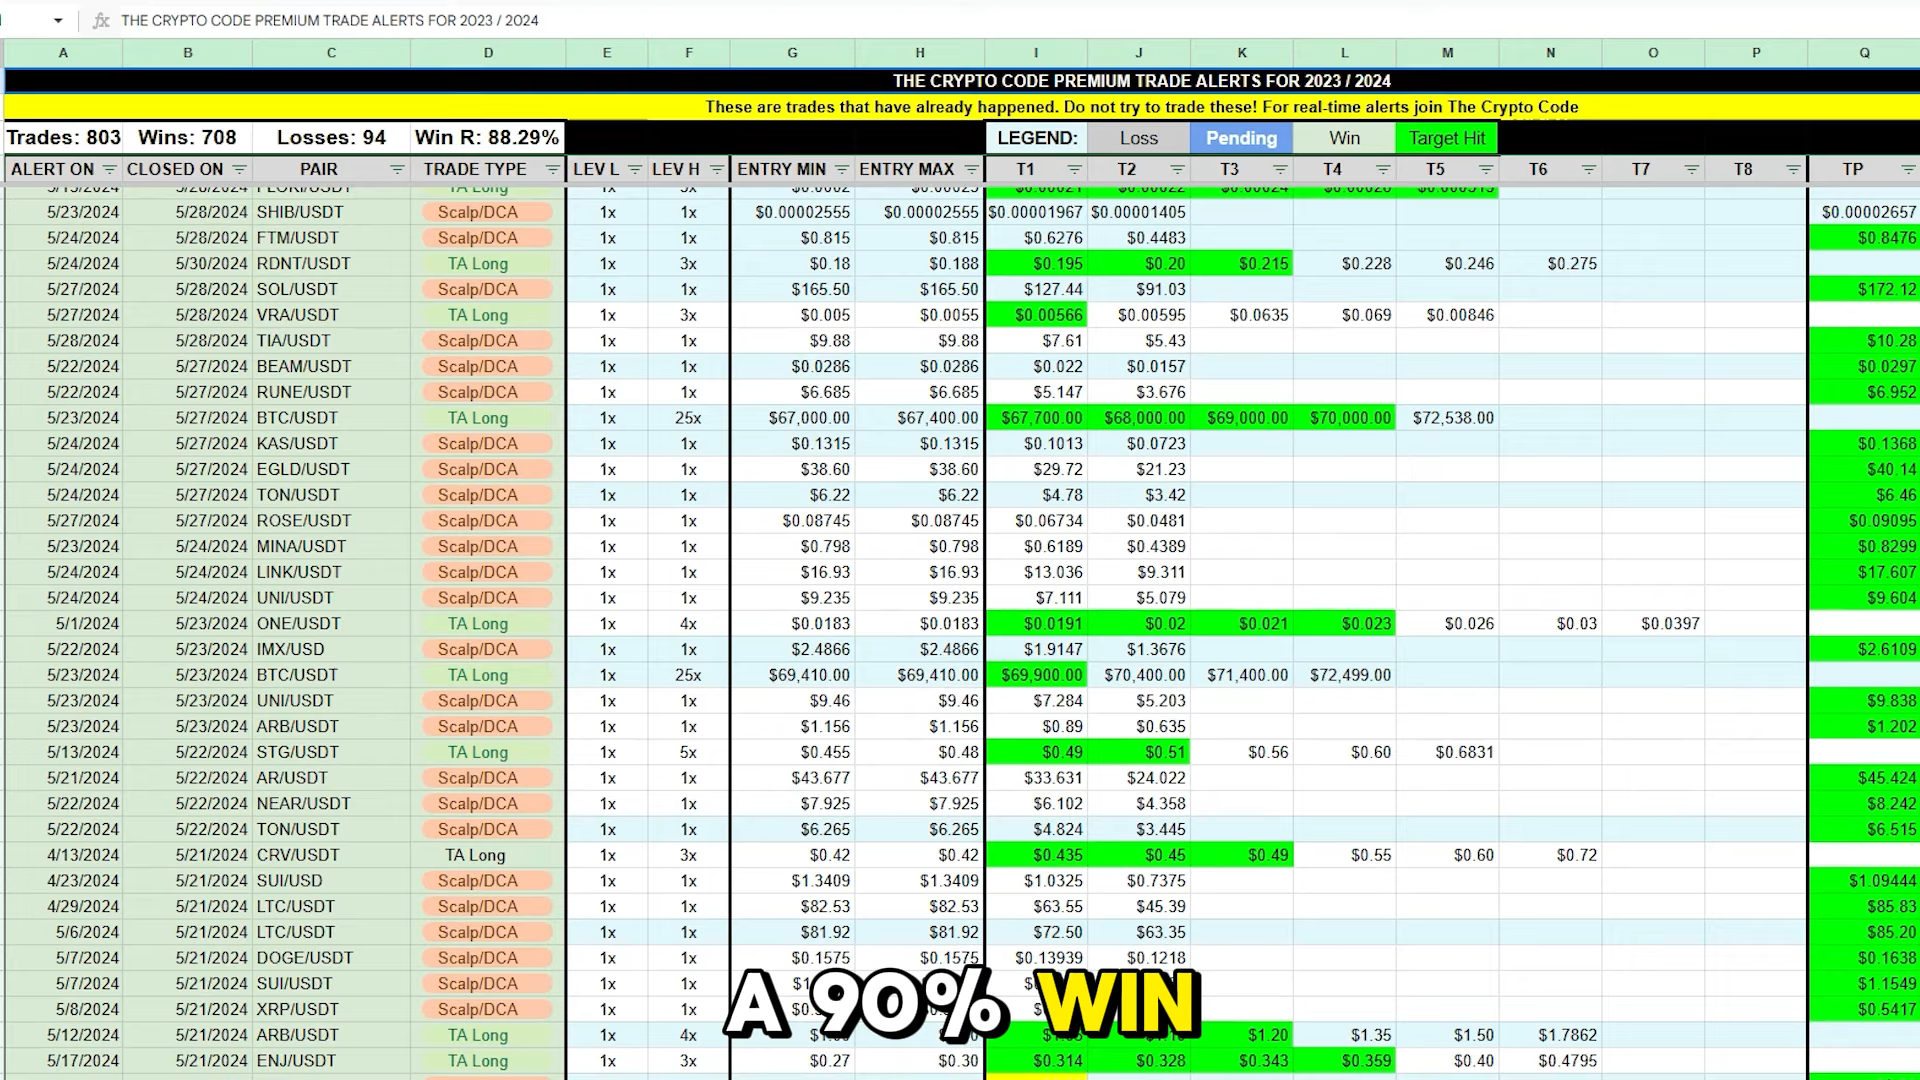 THE CRYPTO CODE PREMIUM TRADE ALERTS FOR 2023 / 2024
A B C D E F G H I J K L M N O P Q
THE CRYPTO CODE PREMIUM TRADE ALERTS FOR 2023 / 2024
These are trades that have already happened. Do not try to trade these! For real-time alerts join The Crypto Code
Trades: 803 Wins: 708 Losses: 94 Win R: 88.29% LEGEND: Loss Pending Win Target Hit
ALERT ON CLOSED ON PAIR TRADE TYPE LEV L LEV H ENTRY MIN ENTRY MAX T1 T2 T3 T4 T5 T6 T7 T8 TP
5/23/2024 5/28/2024 SHIB/USDT Scalp/DCA 1x 1x $0.00002555 $0.00002555 $0.00001967 $0.00001405 $0.00002657
5/24/2024 5/28/2024 FTM/USDT Scalp/DCA 1x 1x $0.815 $0.815 $0.6276 $0.4483 $0.8476
5/24/2024 5/30/2024 RDNT/USDT TA Long 1x 3x $0.18 $0.188 $0.195 $0.20 $0.215 $0.228 $0.246 $0.275
5/27/2024 5/28/2024 SOL/USDT Scalp/DCA 1x 1x $165.50 $165.50 $127.44 $91.03 $172.12
5/27/2024 5/28/2024 VRA/USDT TA Long 1x 3x $0.005 $0.0055 $0.00566 $0.00595 $0.0635 $0.069 $0.00846
5/28/2024 5/28/2024 TIA/USDT Scalp/DCA 1x 1x $9.88 $9.88 $7.61 $5.43 $10.28
5/22/2024 5/27/2024 BEAM/USDT Scalp/DCA 1x 1x $0.0286 $0.0286 $0.022 $0.0157 $0.0297
5/22/2024 5/27/2024 RUNE/USDT Scalp/DCA 1x 1x $6.685 $6.685 $5.147 $3.676 $6.952
5/23/2024 5/27/2024 BTC/USDT TA Long 1x 25x $67,000.00 $67,400.00 $67,700.00 $68,000.00 $69,000.00 $70,000.00 $72,538.00
5/24/2024 5/27/2024 KAS/USDT Scalp/DCA 1x 1x $0.1315 $0.1315 $0.1013 $0.0723 $0.1368
5/24/2024 5/27/2024 EGLD/USDT Scalp/DCA 1x 1x $38.60 $38.60 $29.72 $21.23 $40.14
5/24/2024 5/27/2024 TON/USDT Scalp/DCA 1x 1x $6.22 $6.22 $4.78 $3.42 $6.46
5/27/2024 5/27/2024 ROSE/USDT Scalp/DCA 1x 1x $0.08745 $0.08745 $0.06734 $0.0481 $0.09095
5/23/2024 5/24/2024 MINA/USDT Scalp/DCA 1x 1x $0.798 $0.798 $0.6189 $0.4389 $0.8299
5/24/2024 5/24/2024 LINK/USDT Scalp/DCA 1x 1x $16.93 $16.93 $13.036 $9.311 $17.607
5/24/2024 5/24/2024 UNI/USDT Scalp/DCA 1x 1x $9.235 $9.235 $7.111 $5.079 $9.604
5/1/2024 5/23/2024 ONE/USDT TA Long 1x 4x $0.0183 $0.0183 $0.0191 $0.02 $0.021 $0.023 $0.026 $0.03 $0.0397
5/22/2024 5/23/2024 IMX/USD Scalp/DCA 1x 1x $2.4866 $2.4866 $1.9147 $1.3676 $2.6109
5/23/2024 5/23/2024 BTC/USDT TA Long 1x 25x $69,410.00 $69,410.00 $69,900.00 $70,400.00 $71,400.00 $72,499.00
5/23/2024 5/23/2024 UNI/USDT Scalp/DCA 1x 1x $9.46 $9.46 $7.284 $5.203 $9.838
5/23/2024 5/23/2024 ARB/USDT Scalp/DCA 1x 1x $1.156 $1.156 $0.89 $0.635 $1.202
5/13/2024 5/22/2024 STG/USDT TA Long 1x 5x $0.455 $0.48 $0.49 $0.51 $0.56 $0.60 $0.6831
5/21/2024 5/22/2024 AR/USDT Scalp/DCA 1x 1x $43.677 $43.677 $33.631 $24.022 $45.424
5/22/2024 5/22/2024 NEAR/USDT Scalp/DCA 1x 1x $7.925 $7.925 $6.102 $4.358 $8.242
5/22/2024 5/22/2024 TON/USDT Scalp/DCA 1x 1x $6.265 $6.265 $4.824 $3.445 $6.515
4/13/2024 5/21/2024 CRV/USDT TA Long 1x 3x $0.42 $0.42 $0.435 $0.45 $0.49 $0.55 $0.60 $0.72
4/23/2024 5/21/2024 SUI/USD Scalp/DCA 1x 1x $1.3409 $1.3409 $1.0325 $0.7375 $1.09444
4/29/2024 5/21/2024 LTC/USDT Scalp/DCA 1x 1x $82.53 $82.53 $63.55 $45.39 $85.83
5/6/2024 5/21/2024 LTC/USDT Scalp/DCA 1x 1x $81.92 $81.92 $72.50 $63.35 $85.20
5/7/2024 5/21/2024 DOGE/USDT Scalp/DCA 1x 1x $0.1575 $0.1575 $0.13939 $0.1218 $0.1638
5/7/2024 5/21/2024 SUI/USDT Scalp/DCA 1x 1x $1.1549
5/8/2024 5/21/2024 XRP/USDT Scalp/DCA 1x 1x $0.5417
A 90% WIN
5/12/2024 5/21/2024 ARB/USDT TA Long 1x 4x $1.20 $1.35 $1.50 $1.7862
5/17/2024 5/21/2024 ENJ/USDT TA Long 1x 3x $0.27 $0.30 $0.314 $0.328 $0.343 $0.359 $0.40 $0.4795